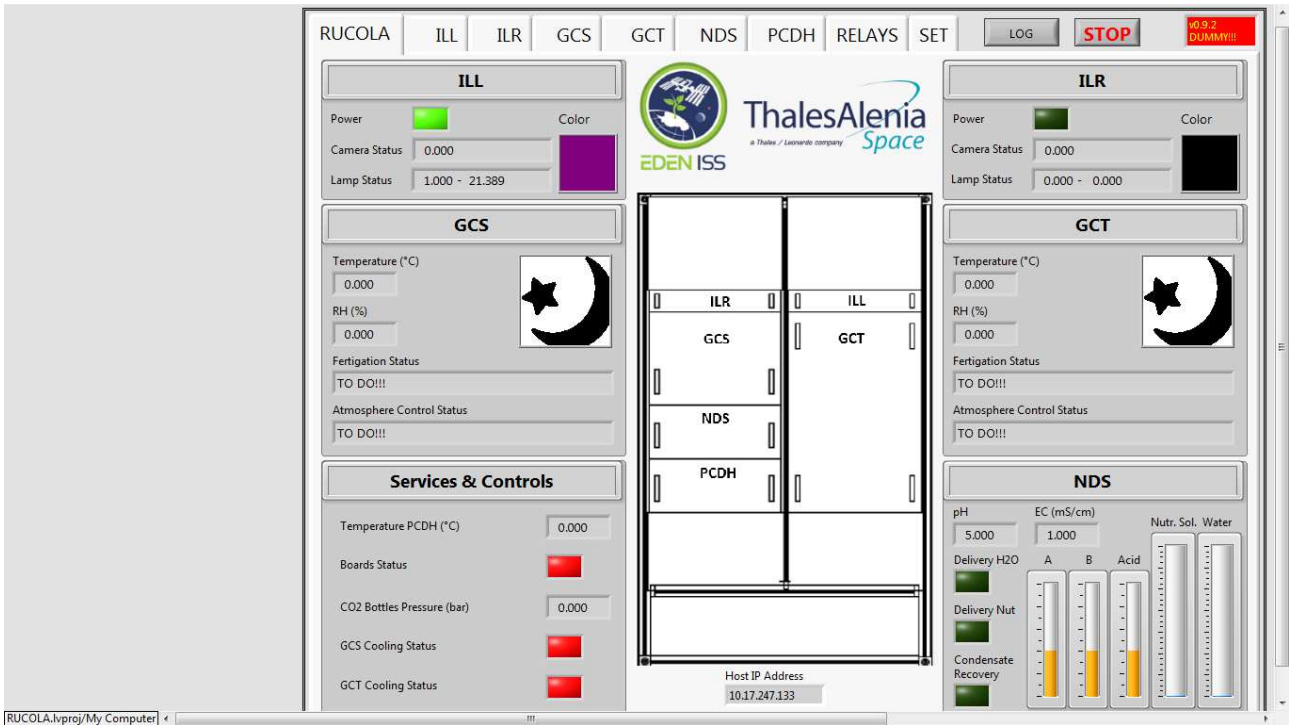 RUCOLA ILL ILR GCS GCT NDS PCDH RELAYS SET LOG STOP v0.9.2
DUMMY!!!
ILL
Power Color
Camera Status 0.000
Lamp Status 1.000 - 21.389
EDEN ISS
ThalesAlenia
a Thales / Leonardo company Space
ILR
Power Color
Camera Status 0.000
Lamp Status 0.000 - 0.000
GCS
Temperature (°C)
0.000
RH (%)
0.000
Fertigation Status
TO DO!!!
Atmosphere Control Status
TO DO!!!
ILR ILL
GCS GCT
NDS
PCDH
GCT
Temperature (°C)
0.000
RH (%)
0.000
Fertigation Status
TO DO!!!
Atmosphere Control Status
TO DO!!!
Services & Controls
Temperature PCDH (°C) 0.000
Boards Status
CO2 Bottles Pressure (bar) 0.000
GCS Cooling Status
GCT Cooling Status
Host IP Address
10.17.247.133
NDS
pH EC (mS/cm) Nutr. Sol. Water
5.000 1.000
Delivery H2O A B Acid
Delivery Nut
Condensate
Recovery
RUCOLA.lvproj/My Computer